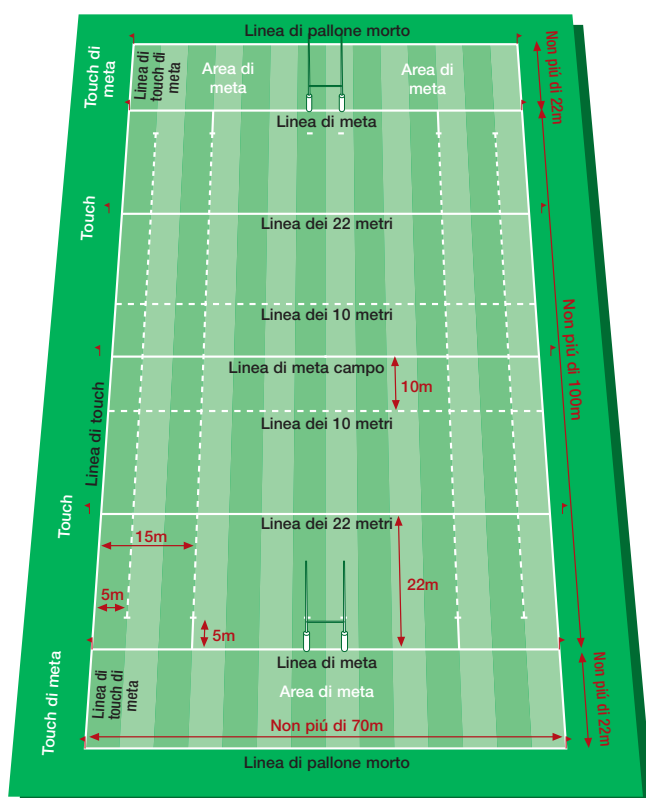 Linea di pallone morto
Touch di
meta
Linea di
touch di
meta
Area di
meta
Area di
meta
Non piú di 22m
Linea di meta
Touch
Linea dei 22 metri
Linea dei 10 metri
Non piú di 100m
Linea di meta campo
10m
Linea di touch
Linea dei 10 metri
Touch
Linea dei 22 metri
15m
22m
5m
5m
Touch di meta
Linea di
touch di
meta
Linea di meta
Area di meta
Non piú di 22m
Non piú di 70m
Linea di pallone morto